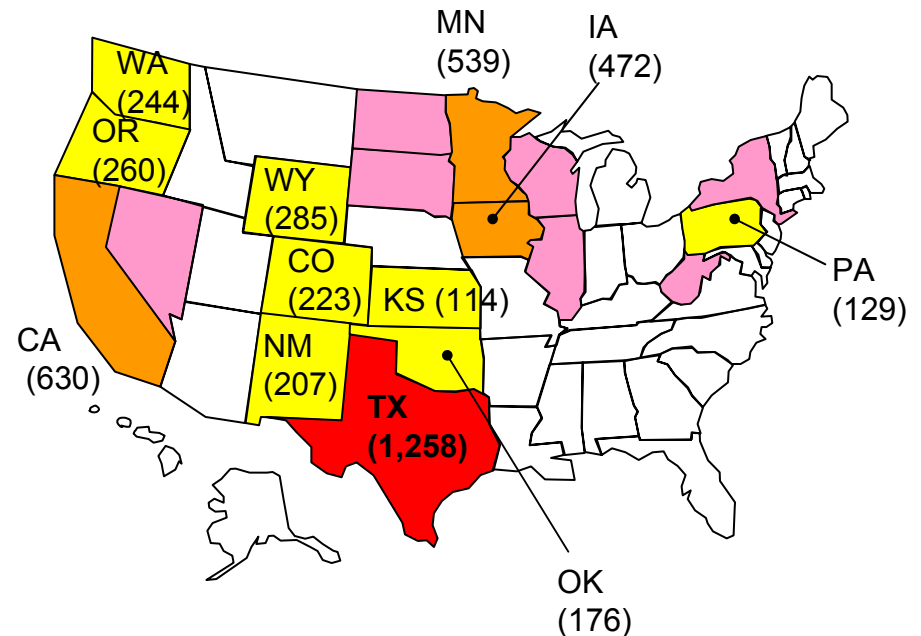 MN
(539)
IA
(472)
WA
(244)
OR
(260)
WY
(285)
CO
(223)
KS (114)
PA
(129)
CA
(630)
NM
(207)
TX
(1,258)
OK
(176)